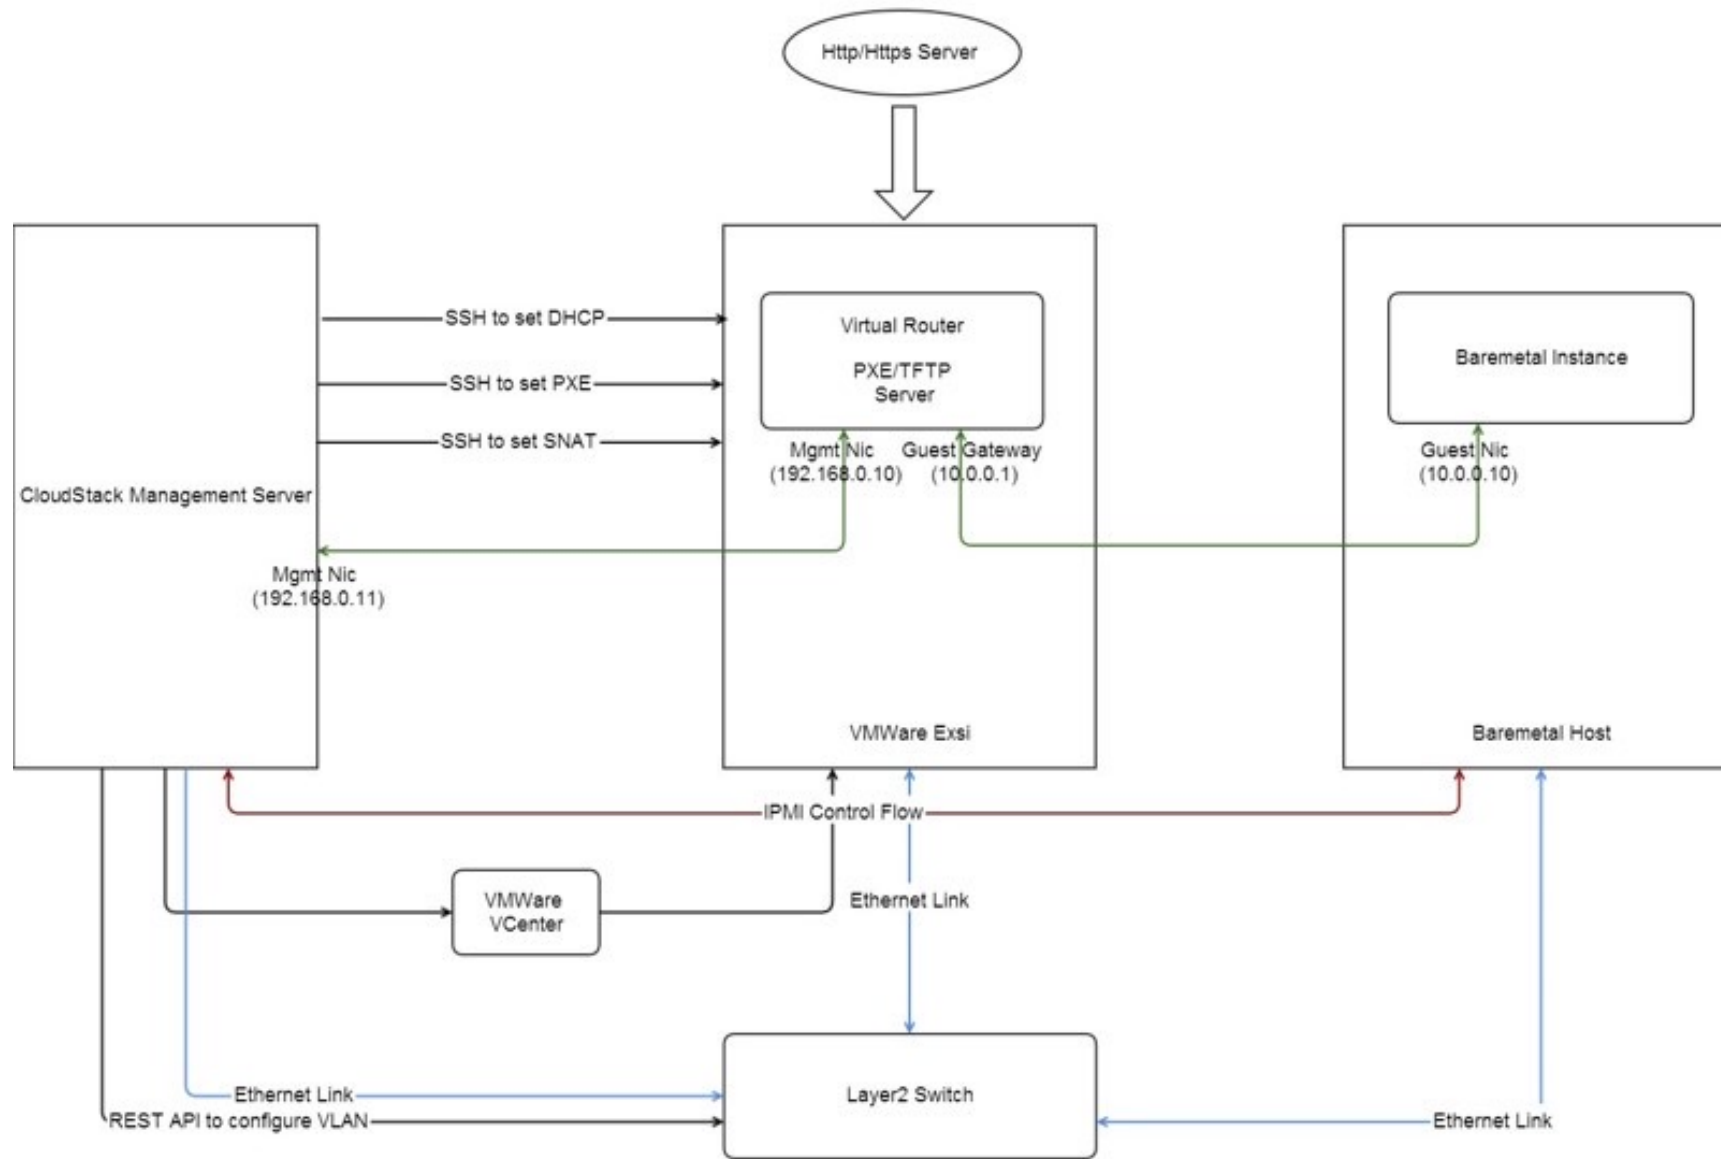 Http/Https Server
SSH to set DHCP
SSH to set PXE
SSH to set SNAT
CloudStack Management Server
Mgmt Nic
(192.168.0.11)
Virtual Router
PXE/TFTP
Server
Mgmt Nic
(192.168.0.10)
Guest Gateway
(10.0.0.1)
VMWare Exsi
Baremetal Instance
Guest Nic
(10.0.0.10)
Baremetal Host
IPMI Control Flow
VMWare
VCenter
Ethernet Link
Ethernet Link
REST API to configure VLAN
Layer2 Switch
Ethernet Link